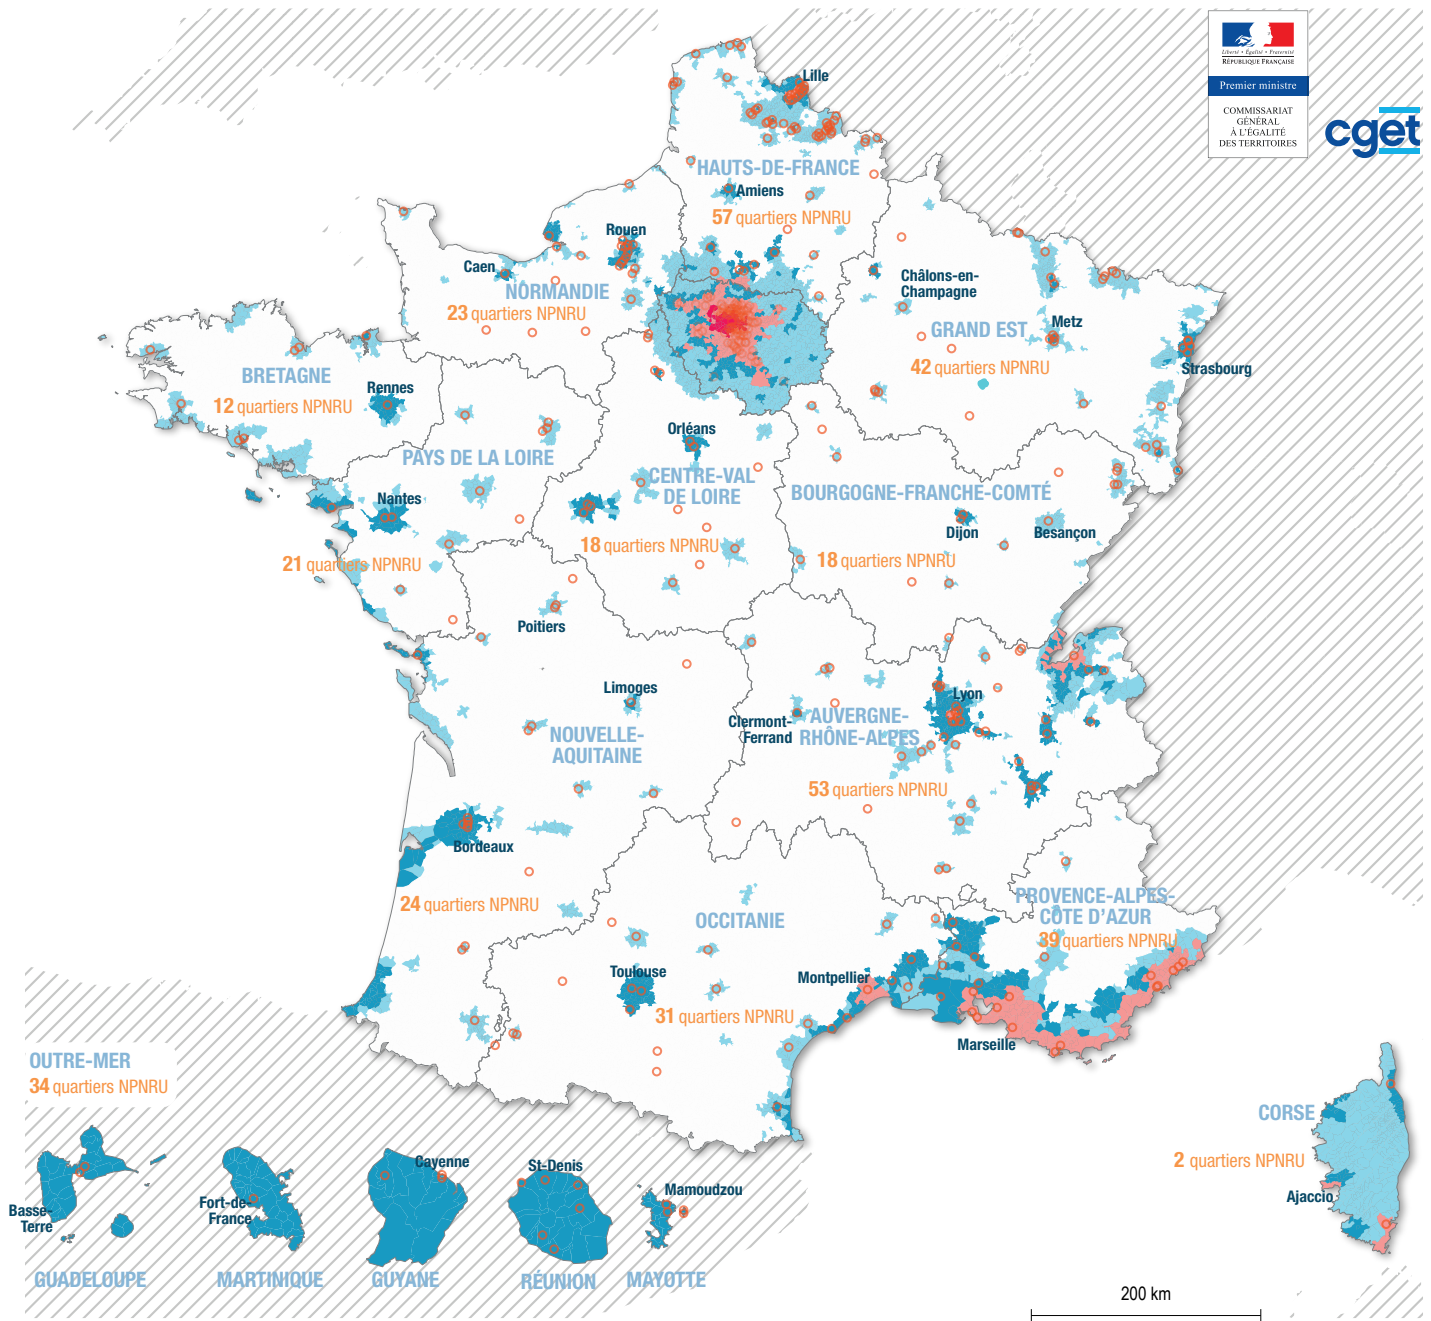 Liberté • Égalité • Fraternité
RÉPUBLIQUE FRANÇAISE
Premier ministre
COMMISSARIAT
GÉNÉRAL
À L'ÉGALITÉ
DES TERRITOIRES
cget
Lille
HAUTS-DE-FRANCE
Amiens
57 quartiers NPNRU
Rouen
Caen
NORMANDIE
23 quartiers NPNRU
Châlons-en-
Champagne
GRAND EST
Metz
42 quartiers NPNRU
Strasbourg
BRETAGNE
Rennes
12 quartiers NPNRU
Orléans
PAYS DE LA LOIRE
CENTRE-VAL
DE LOIRE
BOURGOGNE-FRANCHE-COMTÉ
Nantes
Dijon
Besançon
18 quartiers NPNRU
18 quartiers NPNRU
21 quartiers NPNRU
Poitiers
Limoges
Lyon
Clermont-
Ferrand
AUVERGNE-
RHÔNE-ALPES
NOUVELLE-
AQUITAINE
53 quartiers NPNRU
Bordeaux
24 quartiers NPNRU
PROVENCE-ALPES-
CÔTE D'AZUR
39 quartiers NPNRU
OCCITANIE
Toulouse
Montpellier
31 quartiers NPNRU
Marseille
OUTRE-MER
34 quartiers NPNRU
CORSE
2 quartiers NPNRU
Ajaccio
Basse-
Terre
Fort-de-
France
Cayenne
St-Denis
Mamoudzou
GUADELOUPE
MARTINIQUE
GUYANE
RÉUNION
MAYOTTE
200 km